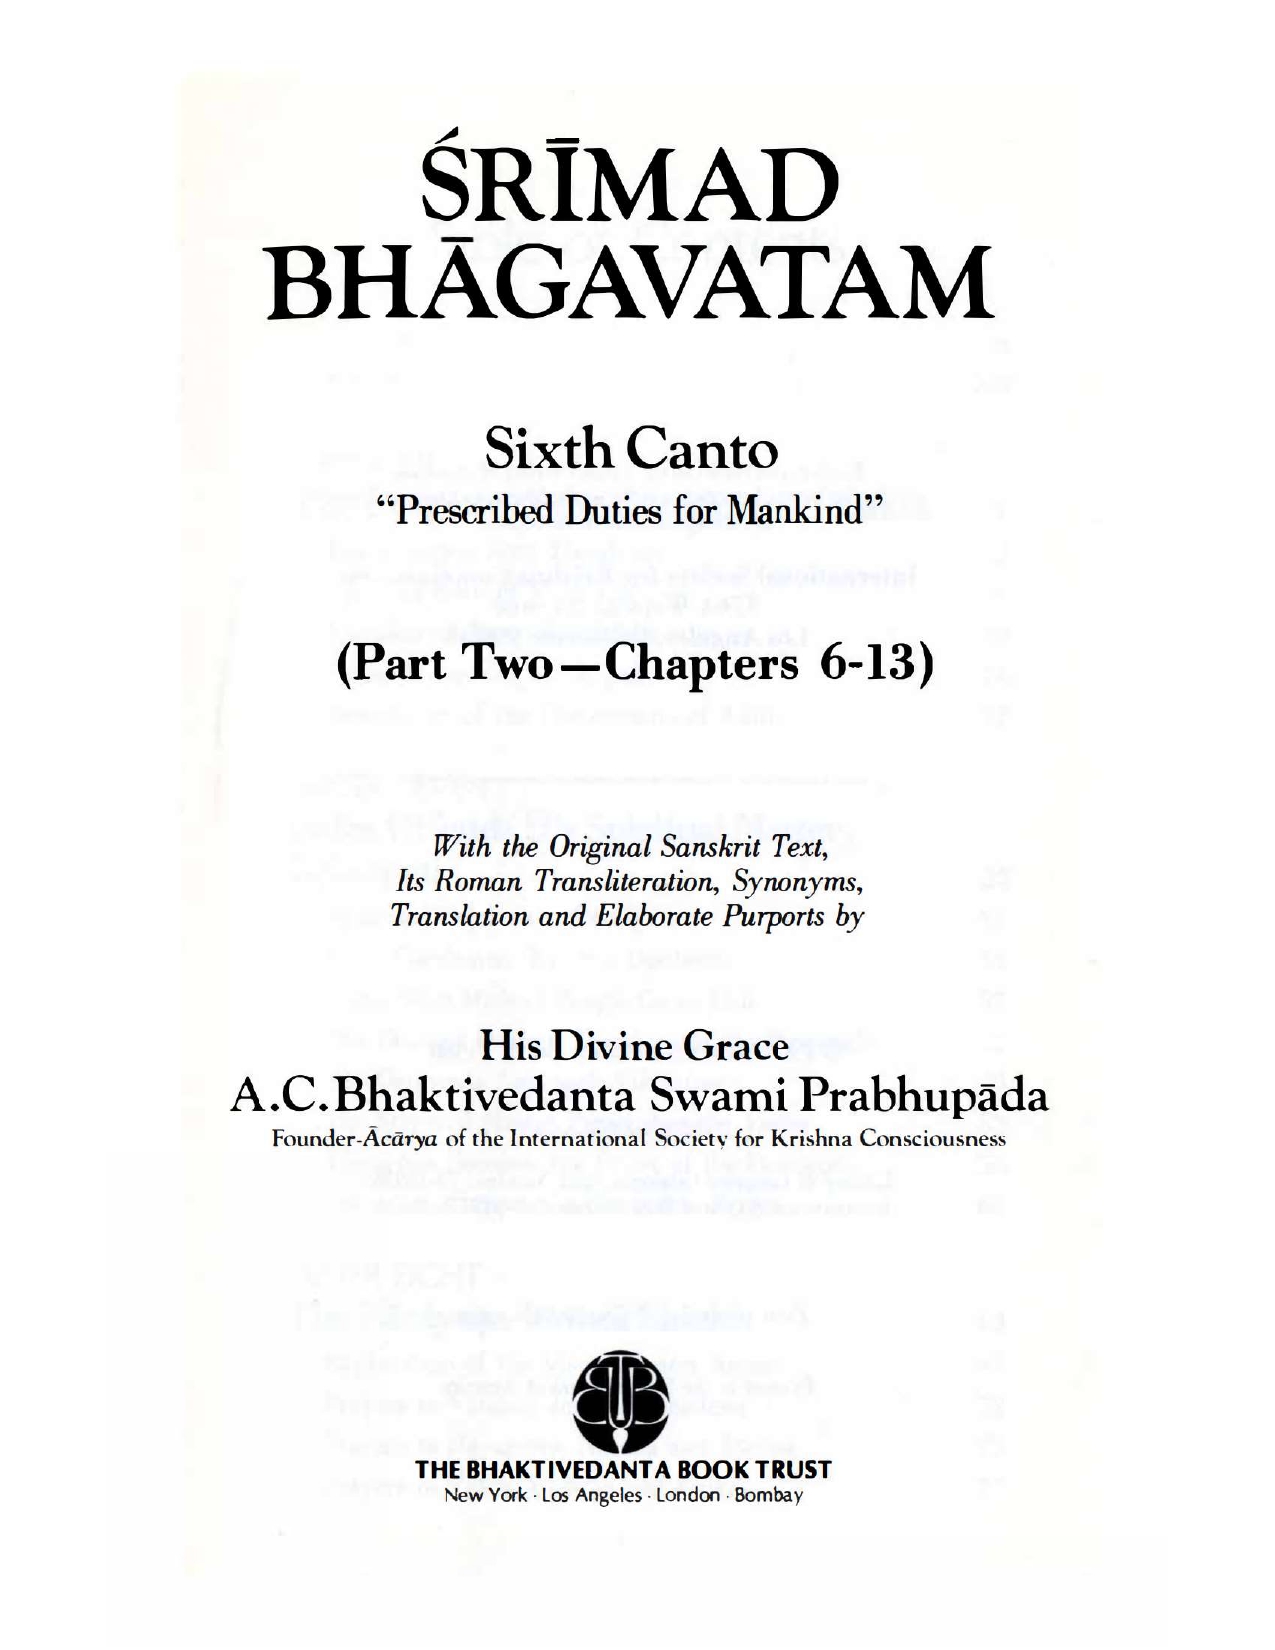 ŚRĪMAD
BHĀGAVATAM
Sixth Canto
“Prescribed Duties for Mankind”
(Part Two—Chapters 6-13)
With the Original Sanskrit Text,
Its Roman Transliteration, Synonyms,
Translation and Elaborate Purports by
His Divine Grace
A.C. Bhaktivedanta Swami Prabhupāda
Founder-Ācārya of the International Society for Krishna Consciousness
BBT
THE BHAKTIVEDANTA BOOK TRUST
New York · Los Angeles · London · Bombay